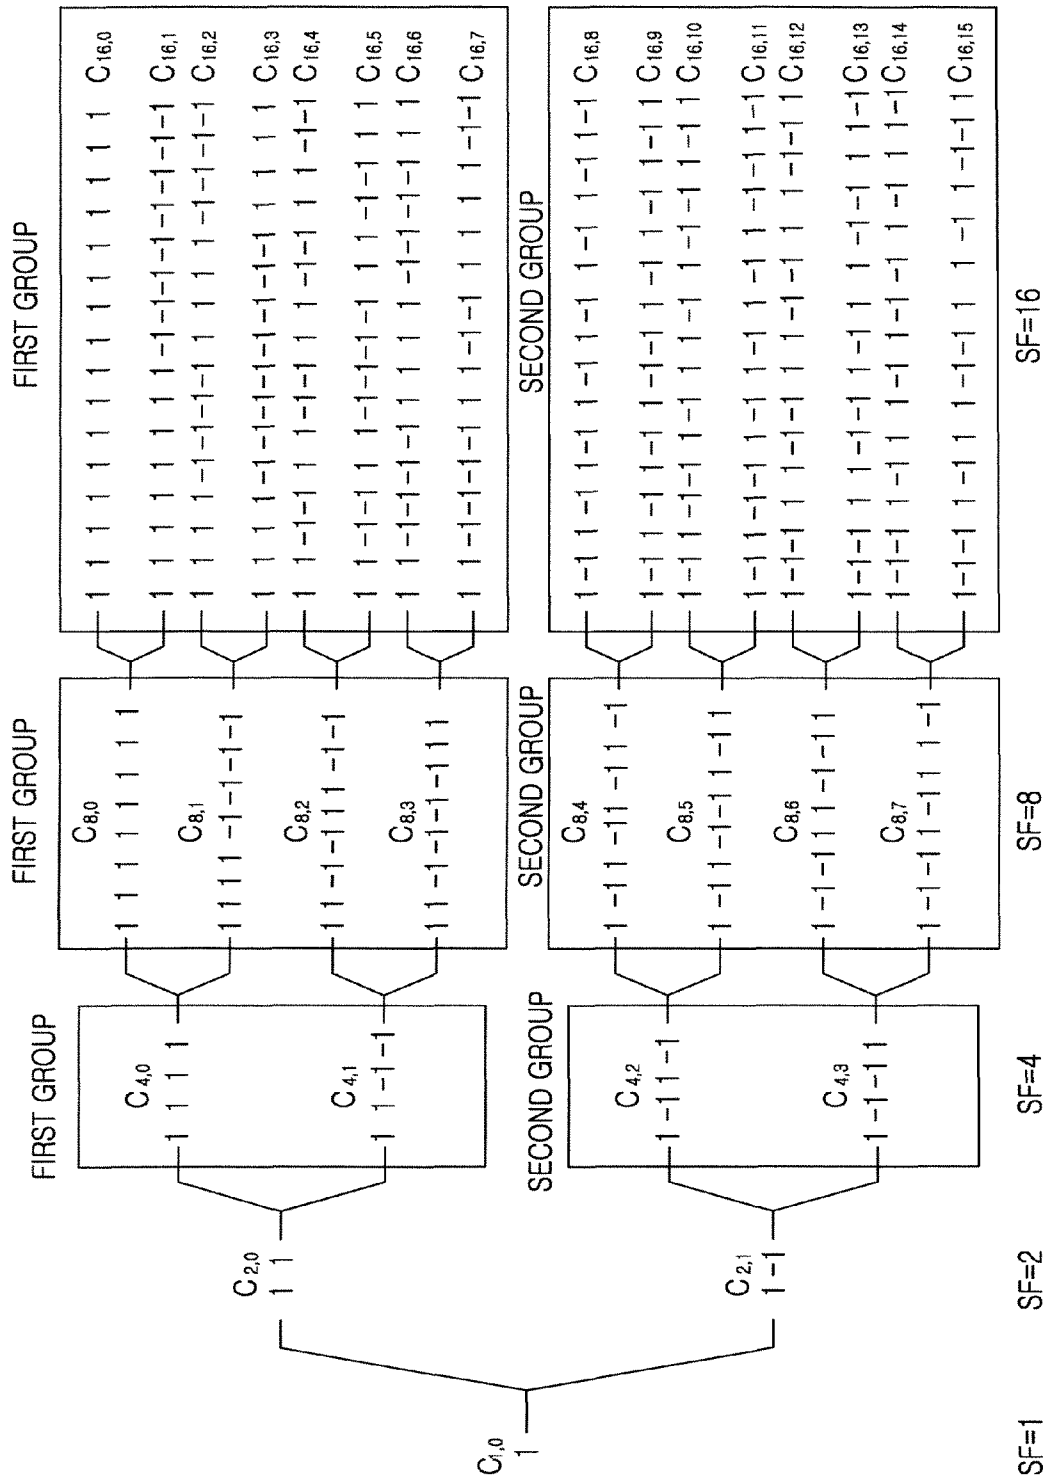 FIRST GROUP
FIRST GROUP
FIRST GROUP
C1,0
1
C2,0
1 1
C2,1
1 -1
C4,0
1 1 1 1
C4,1
1 1 -1 -1
SECOND GROUP
C4,2
1 -1 1 -1
C4,3
1 -1 -1 1
C8,0
1 1 1 1 1 1 1 1
C8,1
1 1 1 1 -1 -1 -1 -1
C8,2
1 1 -1 -1 1 1 -1 -1
C8,3
1 1 -1 -1 -1 -1 1 1
SECOND GROUP
C8,4
1 -1 1 -1 1 -1 1 -1
C8,5
1 -1 1 -1 -1 1 -1 1
C8,6
1 -1 -1 1 1 -1 -1 1
C8,7
1 -1 -1 1 -1 1 1 -1
1 1 1 1 1 1 1 1 1 1 1 1 1 1 1 1 C16,0
1 1 1 1 1 1 1 1 -1 -1 -1 -1 -1 -1 -1 -1 C16,1
1 1 1 1 -1 -1 -1 -1 1 1 1 1 -1 -1 -1 -1 C16,2
1 1 1 1 -1 -1 -1 -1 -1 -1 -1 -1 1 1 1 1 C16,3
1 1 -1 -1 1 1 -1 -1 1 1 -1 -1 1 1 -1 -1 C16,4
1 1 -1 -1 1 1 -1 -1 -1 -1 1 1 -1 -1 1 1 C16,5
1 1 -1 -1 -1 -1 1 1 1 1 -1 -1 -1 -1 1 1 C16,6
1 1 -1 -1 -1 -1 1 1 -1 -1 1 1 1 1 -1 -1 C16,7
SECOND GROUP
1 -1 1 -1 1 -1 1 -1 1 -1 1 -1 1 -1 1 -1 C16,8
1 -1 1 -1 1 -1 1 -1 -1 1 -1 1 -1 1 -1 1 C16,9
1 -1 1 -1 -1 1 -1 1 1 -1 1 -1 -1 1 -1 1 C16,10
1 -1 1 -1 -1 1 -1 1 -1 1 -1 1 1 -1 1 -1 C16,11
1 -1 -1 1 1 -1 -1 1 1 -1 -1 1 1 -1 -1 1 C16,12
1 -1 -1 1 1 -1 -1 1 -1 1 1 -1 -1 1 1 -1 C16,13
1 -1 -1 1 -1 1 1 -1 1 -1 -1 1 -1 1 1 -1 C16,14
1 -1 -1 1 -1 1 1 -1 -1 1 1 -1 1 -1 -1 1 C16,15
SF=1
SF=2
SF=4
SF=8
SF=16